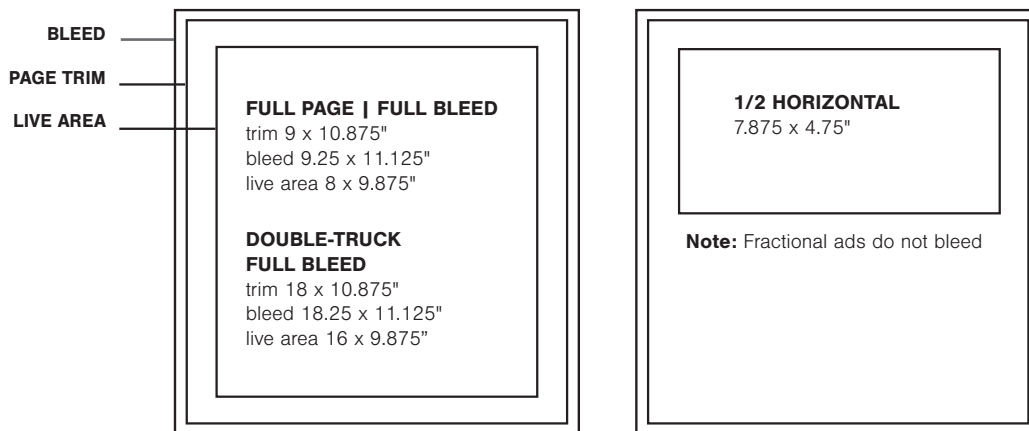 BLEED
PAGE TRIM
LIVE AREA
FULL PAGE | FULL BLEED
trim 9 x 10.875"
bleed 9.25 x 11.125"
live area 8 x 9.875"
DOUBLE-TRUCK
FULL BLEED
trim 18 x 10.875"
bleed 18.25 x 11.125"
live area 16 x 9.875”
1/2 HORIZONTAL
7.875 x 4.75"
Note: Fractional ads do not bleed